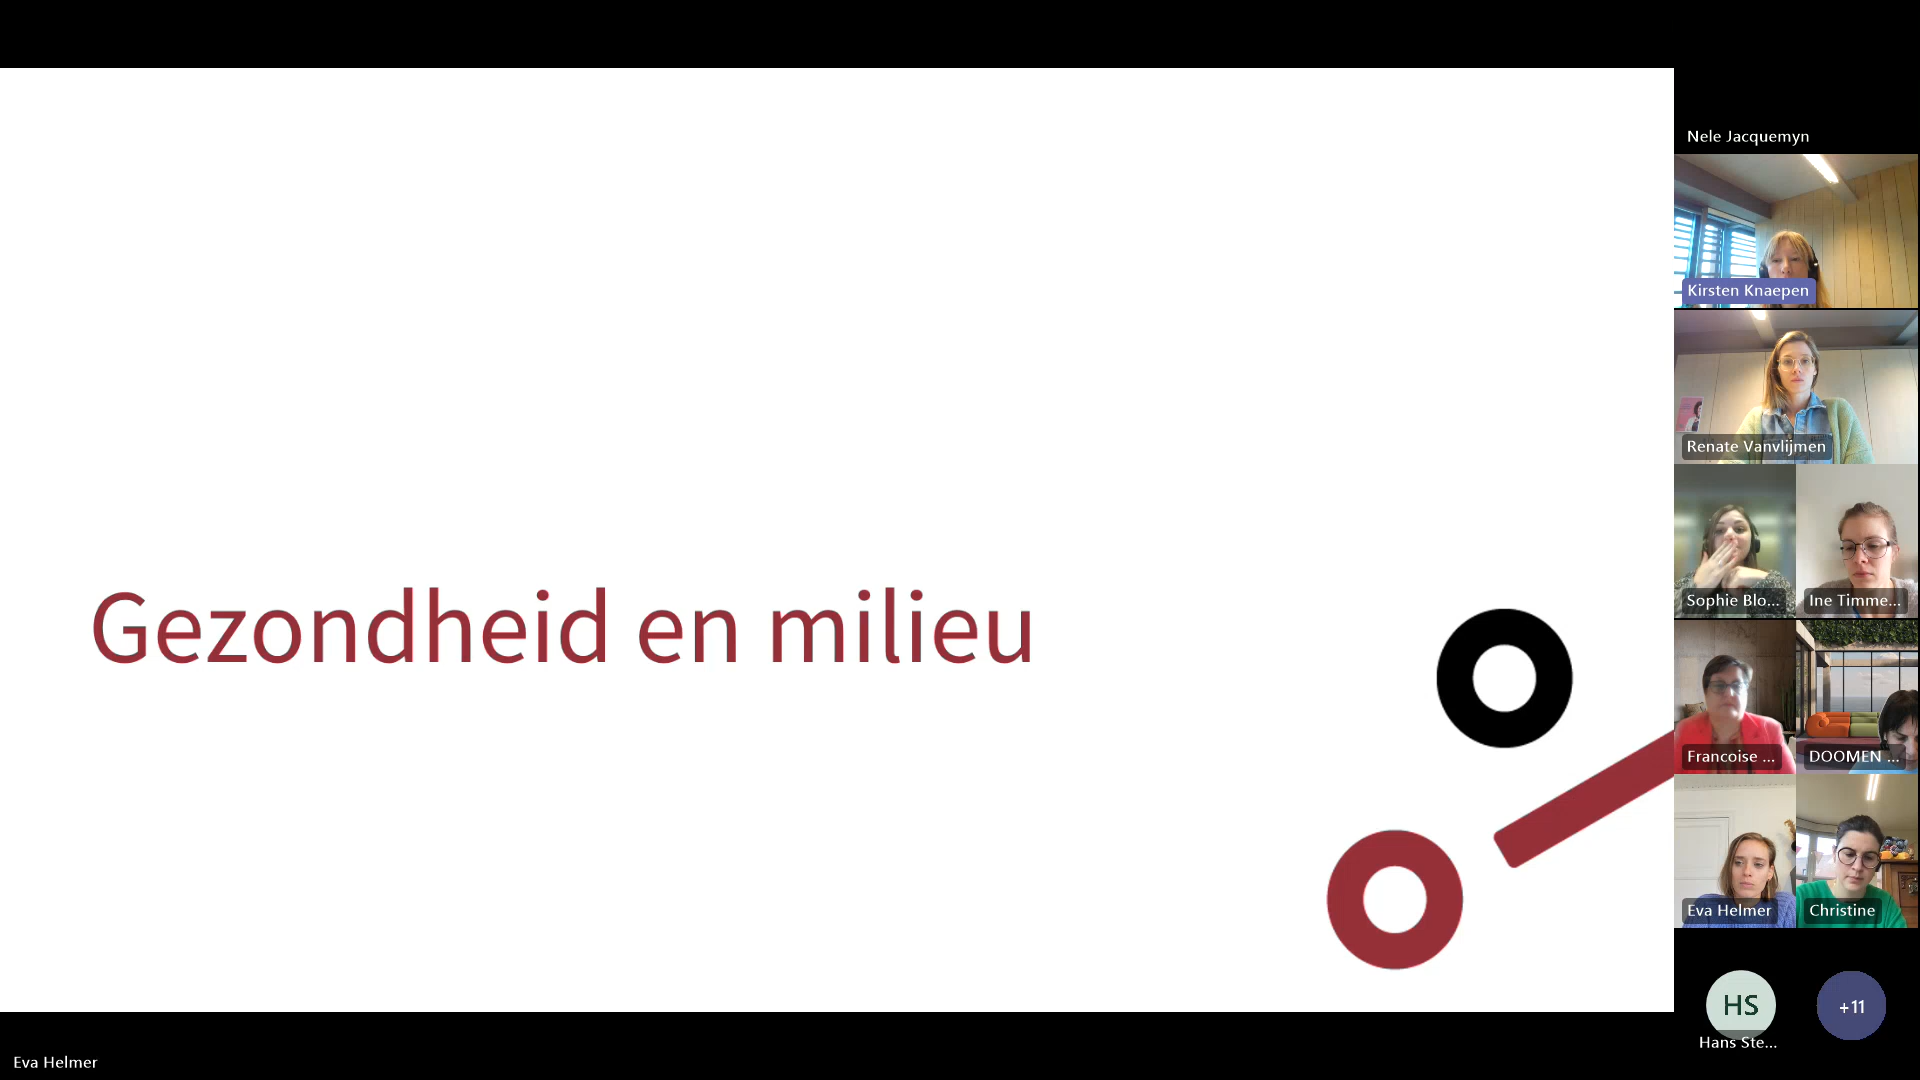 Gezondheid en milieu
Nele Jacquemyn
Kirsten Knaepen
Renate Vanvlijmen
Sophie Blo...
Ine Timme...
Francoise ...
DOOMEN ...
Eva Helmer
Christine
HS
+11
Hans Ste...
Eva Helmer